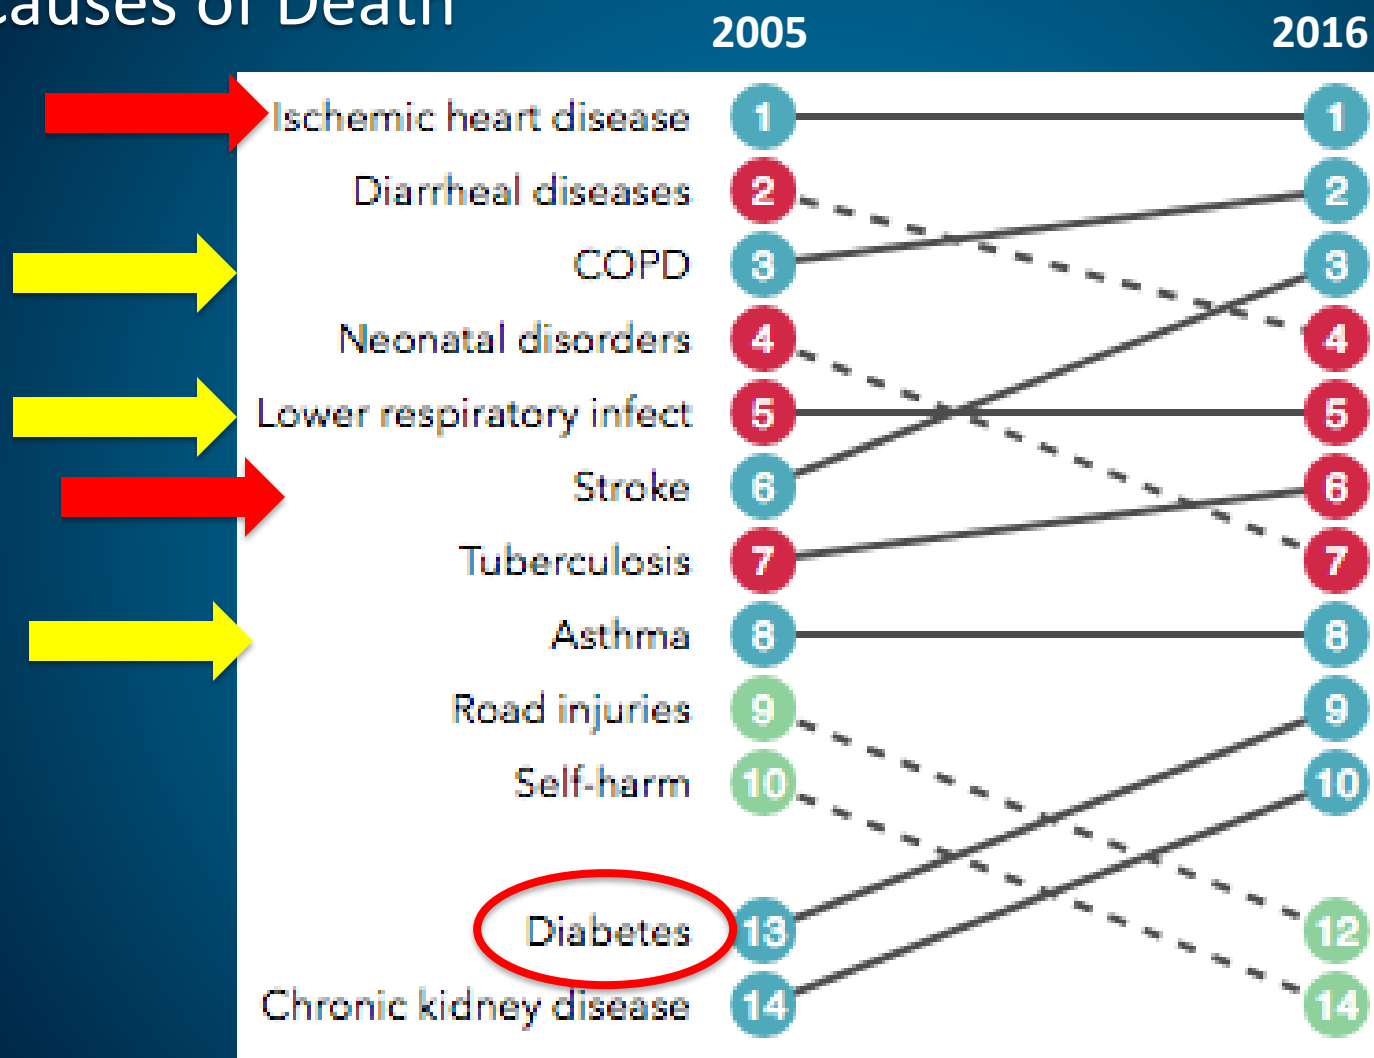 Causes of Death
2005 2016
Ischemic heart disease 1 1
Diarrheal diseases 2 2
COPD 3 3
Neonatal disorders 4 4
Lower respiratory infect 5 5
Stroke 6 6
Tuberculosis 7 7
Asthma 8 8
Road injuries 9 9
Self-harm 10 10
Diabetes 13 12
Chronic kidney disease 14 14